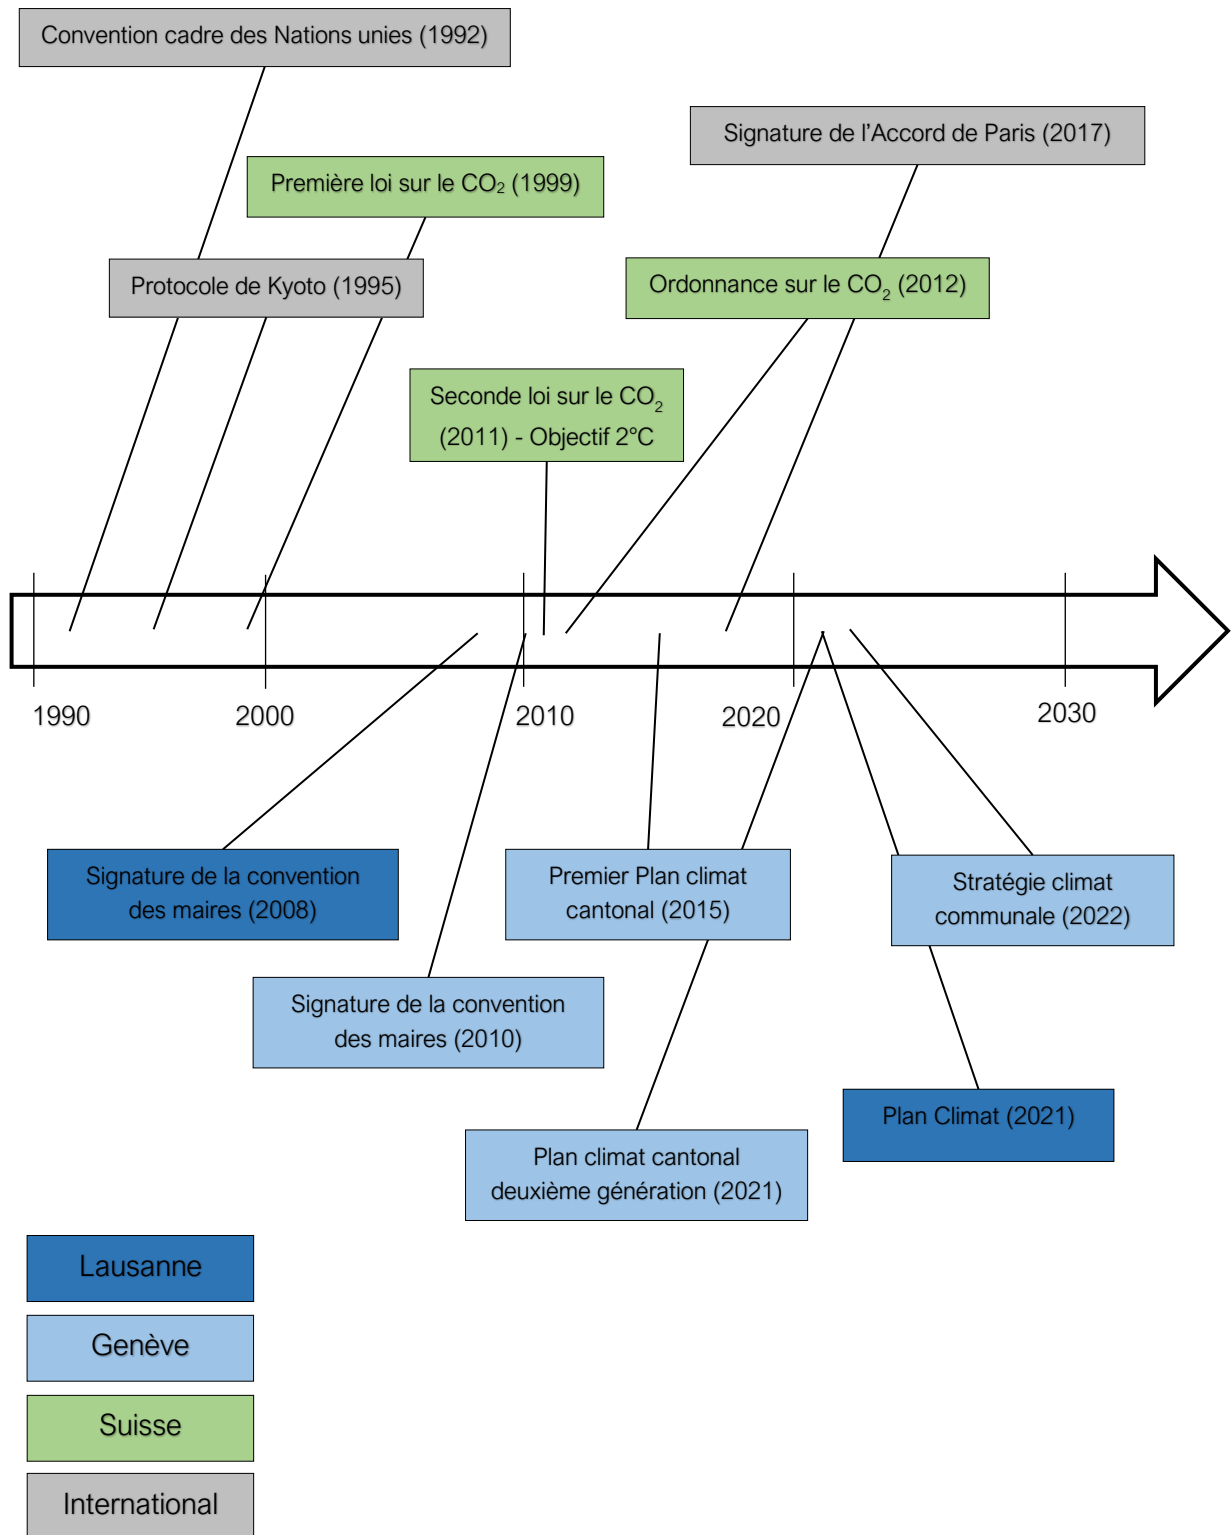 Convention cadre des Nations unies (1992)
Signature de l'Accord de Paris (2017)
Première loi sur le CO₂ (1999)
Protocole de Kyoto (1995)
Ordonnance sur le CO₂ (2012)
Seconde loi sur le CO₂
(2011) - Objectif 2°C
1990
2000
2010
2020
2030
Signature de la convention
des maires (2008)
Premier Plan climat
cantonal (2015)
Stratégie climat
communale (2022)
Signature de la convention
des maires (2010)
Plan Climat (2021)
Plan climat cantonal
deuxième génération (2021)
Lausanne
Genève
Suisse
International